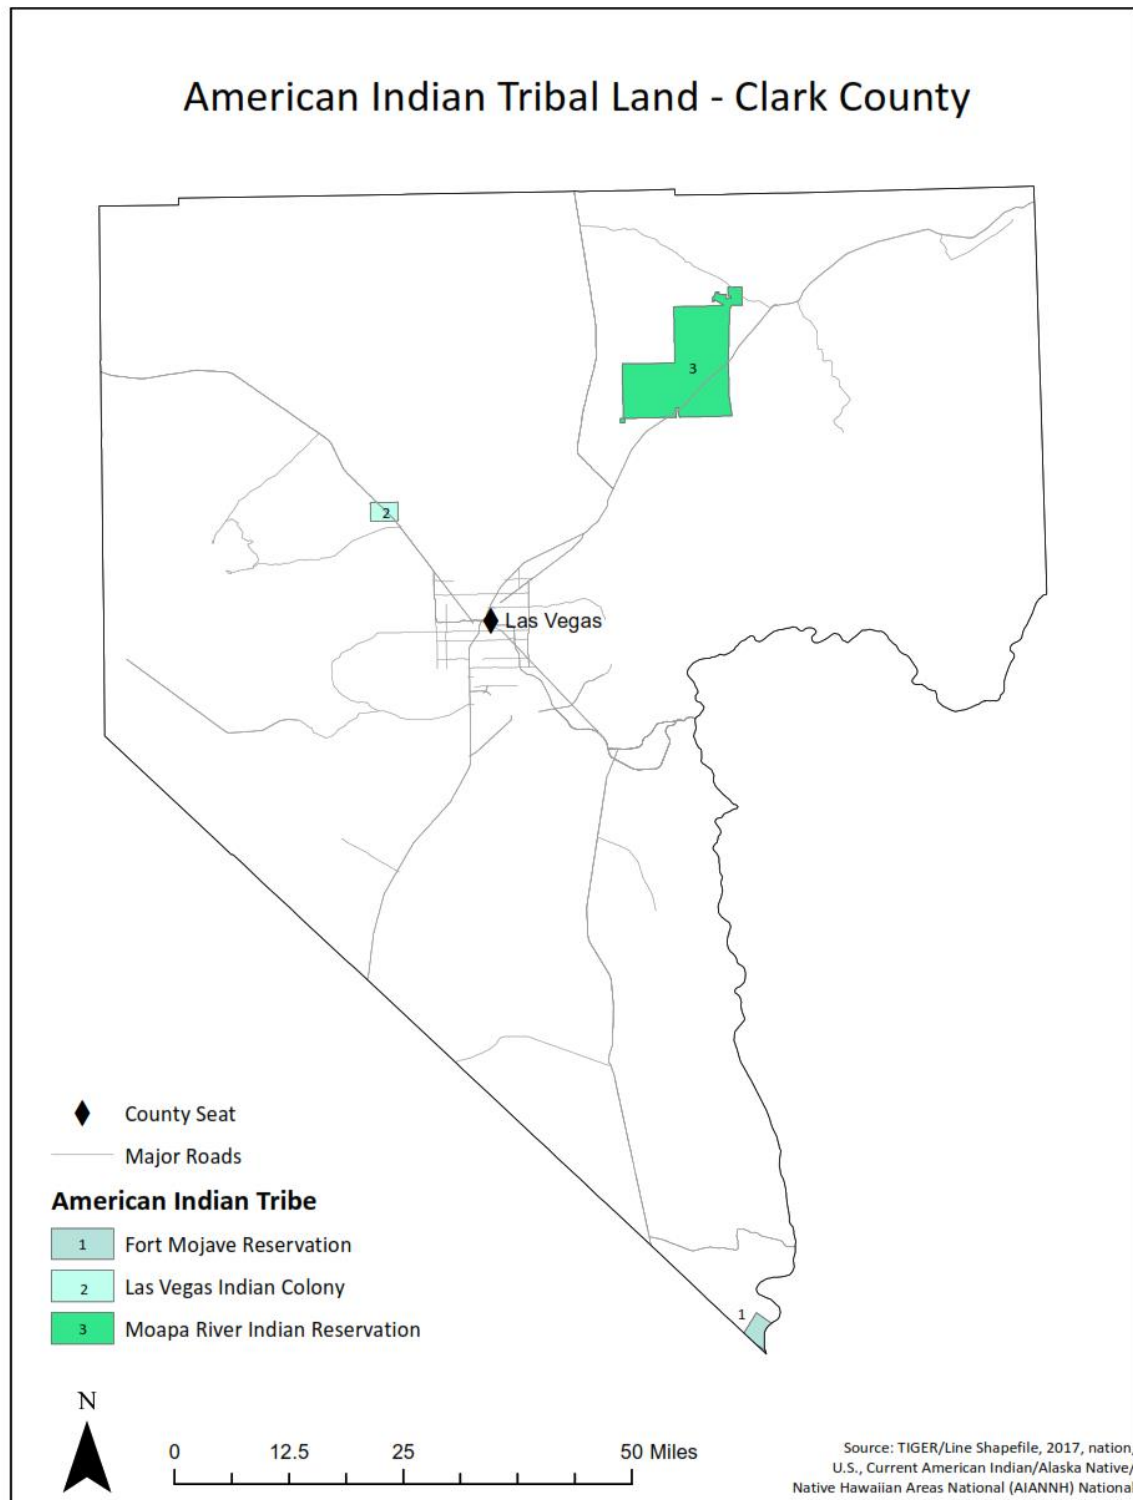 American Indian Tribal Land - Clark County
3
2
Las Vegas
1
County Seat
Major Roads
American Indian Tribe
1 Fort Mojave Reservation
2 Las Vegas Indian Colony
3 Moapa River Indian Reservation
N
0 12.5 25 50 Miles
Source: TIGER/Line Shapefile, 2017, nation,
U.S., Current American Indian/Alaska Native/
Native Hawaiian Areas National (AIANNH) National